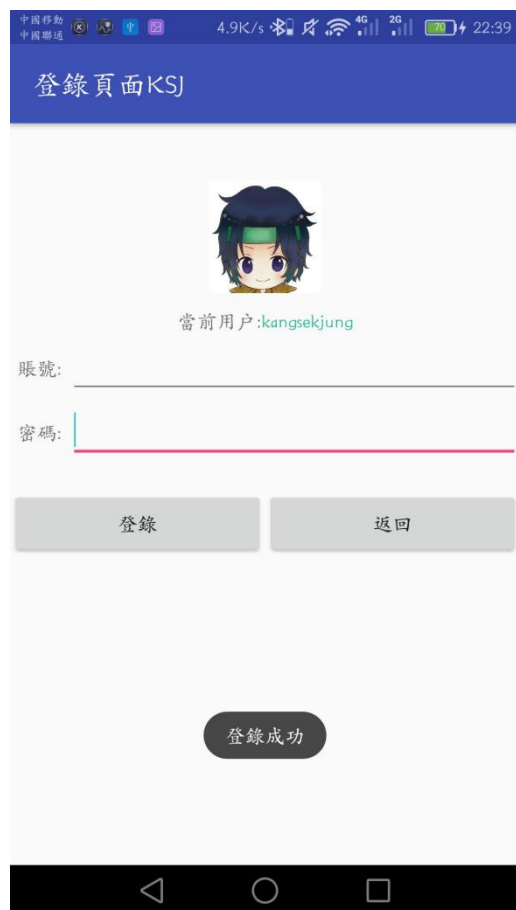 中國移動
中國聯通
4.9K/s 4G 2G 70 22:39
登錄頁面KSJ
當前用户:kangsekjung
賬號:
密碼:
登錄 返回
登錄成功